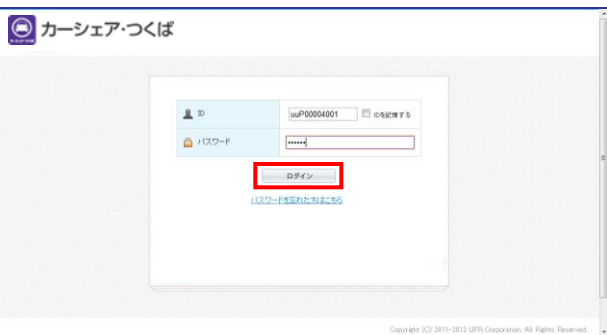 カーシェア・つくば
ID
uuP00004001
IDを記憶する
パスワード
••••••
ログイン
パスワードを忘れた方はこちら
Copyright (C) 2011-2012 UPR Corporation. All Rights Reserved.